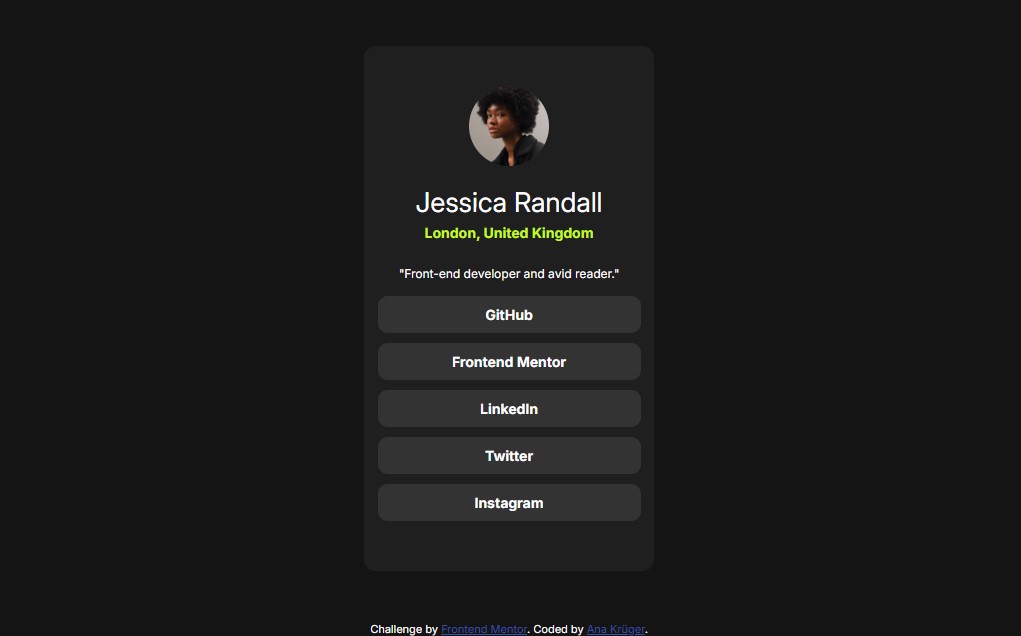 Jessica Randall
London, United Kingdom
"Front-end developer and avid reader."
GitHub
Frontend Mentor
LinkedIn
Twitter
Instagram
Challenge by Frontend Mentor. Coded by Ana Krüger.